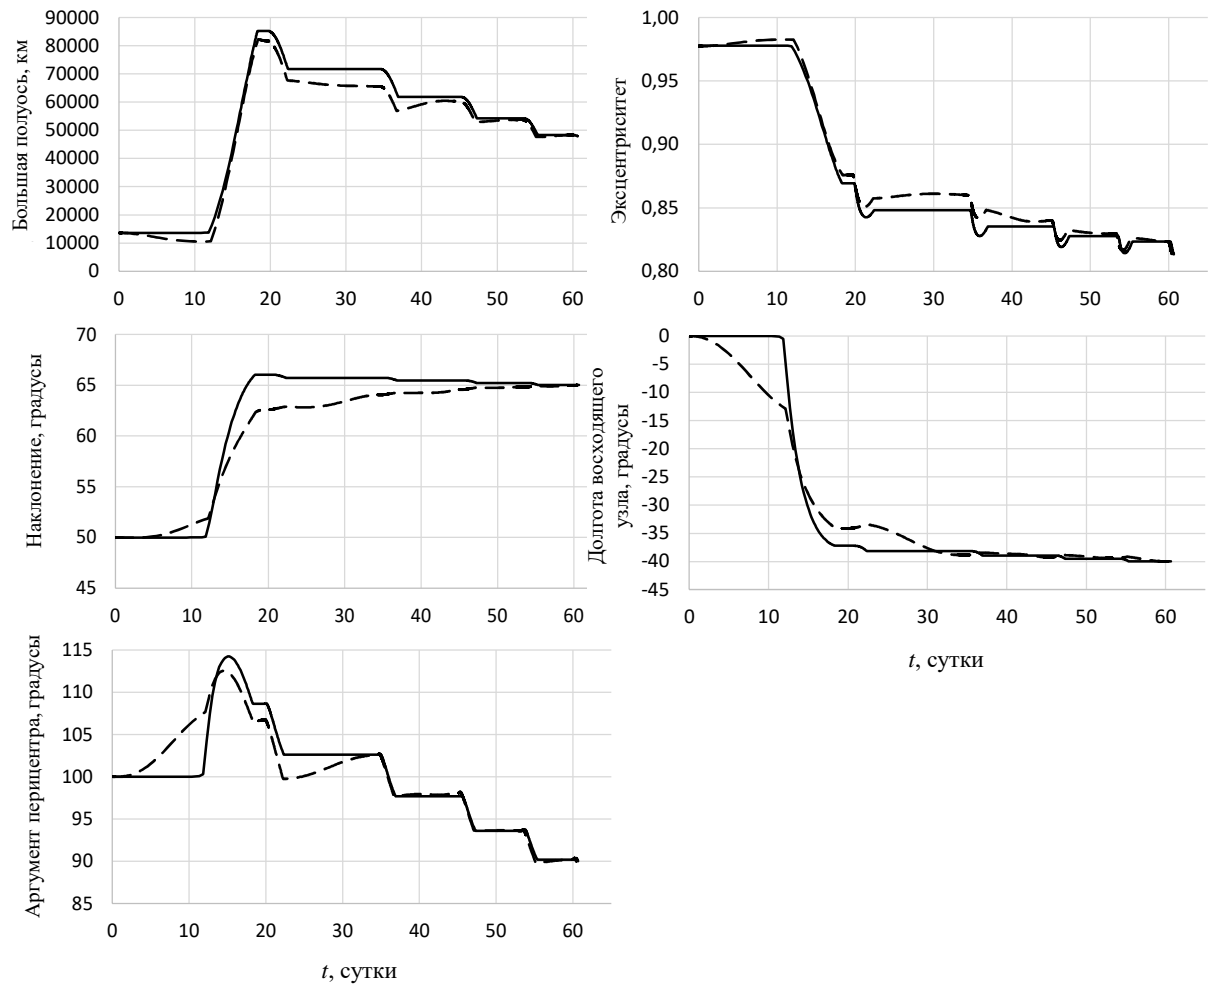 Большая полуось, км
90000
80000
70000
60000
50000
40000
30000
20000
10000
0
0 10 20 30 40 50 60
Эксцентриситет
1,00
0,95
0,90
0,85
0,80
0 10 20 30 40 50 60
Наклонение, градусы
70
65
60
55
50
45
0 10 20 30 40 50 60
Долгота восходящего
узла, градусы
0
-5
-10
-15
-20
-25
-30
-35
-40
-45
0 10 20 30 40 50 60
t, сутки
Аргумент перицентра, градусы
115
110
105
100
95
90
85
0 10 20 30 40 50 60
t, сутки